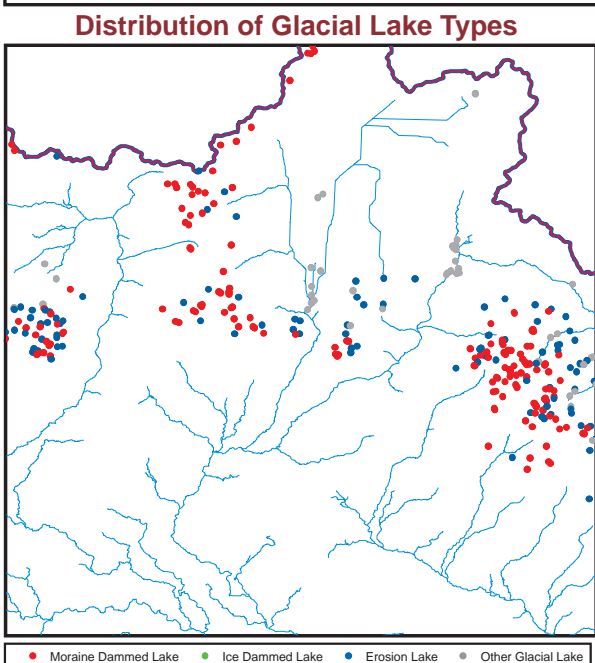 Distribution of Glacial Lake Types
Moraine Dammed Lake Ice Dammed Lake Erosion Lake Other Glacial Lake